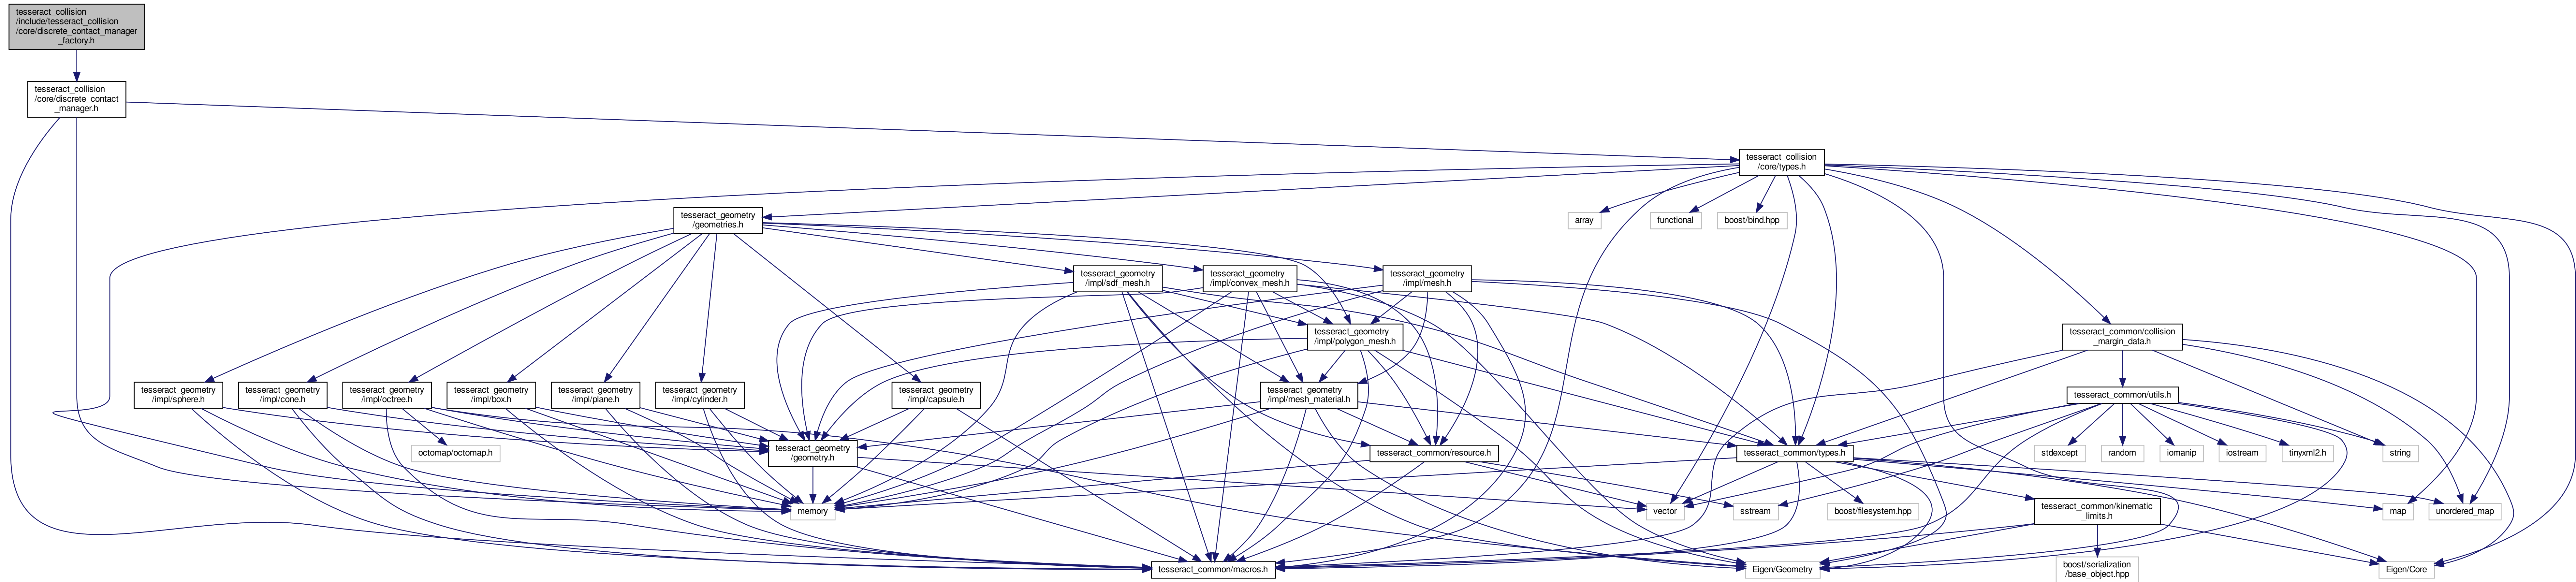 tesseract_collision
/include/tesseract_collision
/core/discrete_contact_manager
_factory.h
tesseract_collision
/core/discrete_contact
_manager.h
tesseract_collision
/core/types.h
tesseract_geometry
/geometries.h
array
functional
boost/bind.hpp
tesseract_geometry
/impl/sdf_mesh.h
tesseract_geometry
/impl/convex_mesh.h
tesseract_geometry
/impl/mesh.h
tesseract_geometry
/impl/polygon_mesh.h
tesseract_common/collision
_margin_data.h
tesseract_geometry
/impl/sphere.h
tesseract_geometry
/impl/cone.h
tesseract_geometry
/impl/octree.h
tesseract_geometry
/impl/box.h
tesseract_geometry
/impl/plane.h
tesseract_geometry
/impl/cylinder.h
tesseract_geometry
/impl/capsule.h
tesseract_geometry
/impl/mesh_material.h
tesseract_common/utils.h
octomap/octomap.h
tesseract_geometry
/geometry.h
tesseract_common/resource.h
tesseract_common/types.h
stdexcept
random
iomanip
iostream
tinyxml2.h
string
memory
vector
sstream
boost/filesystem.hpp
tesseract_common/kinematic
_limits.h
map
unordered_map
tesseract_common/macros.h
Eigen/Geometry
boost/serialization
/base_object.hpp
Eigen/Core